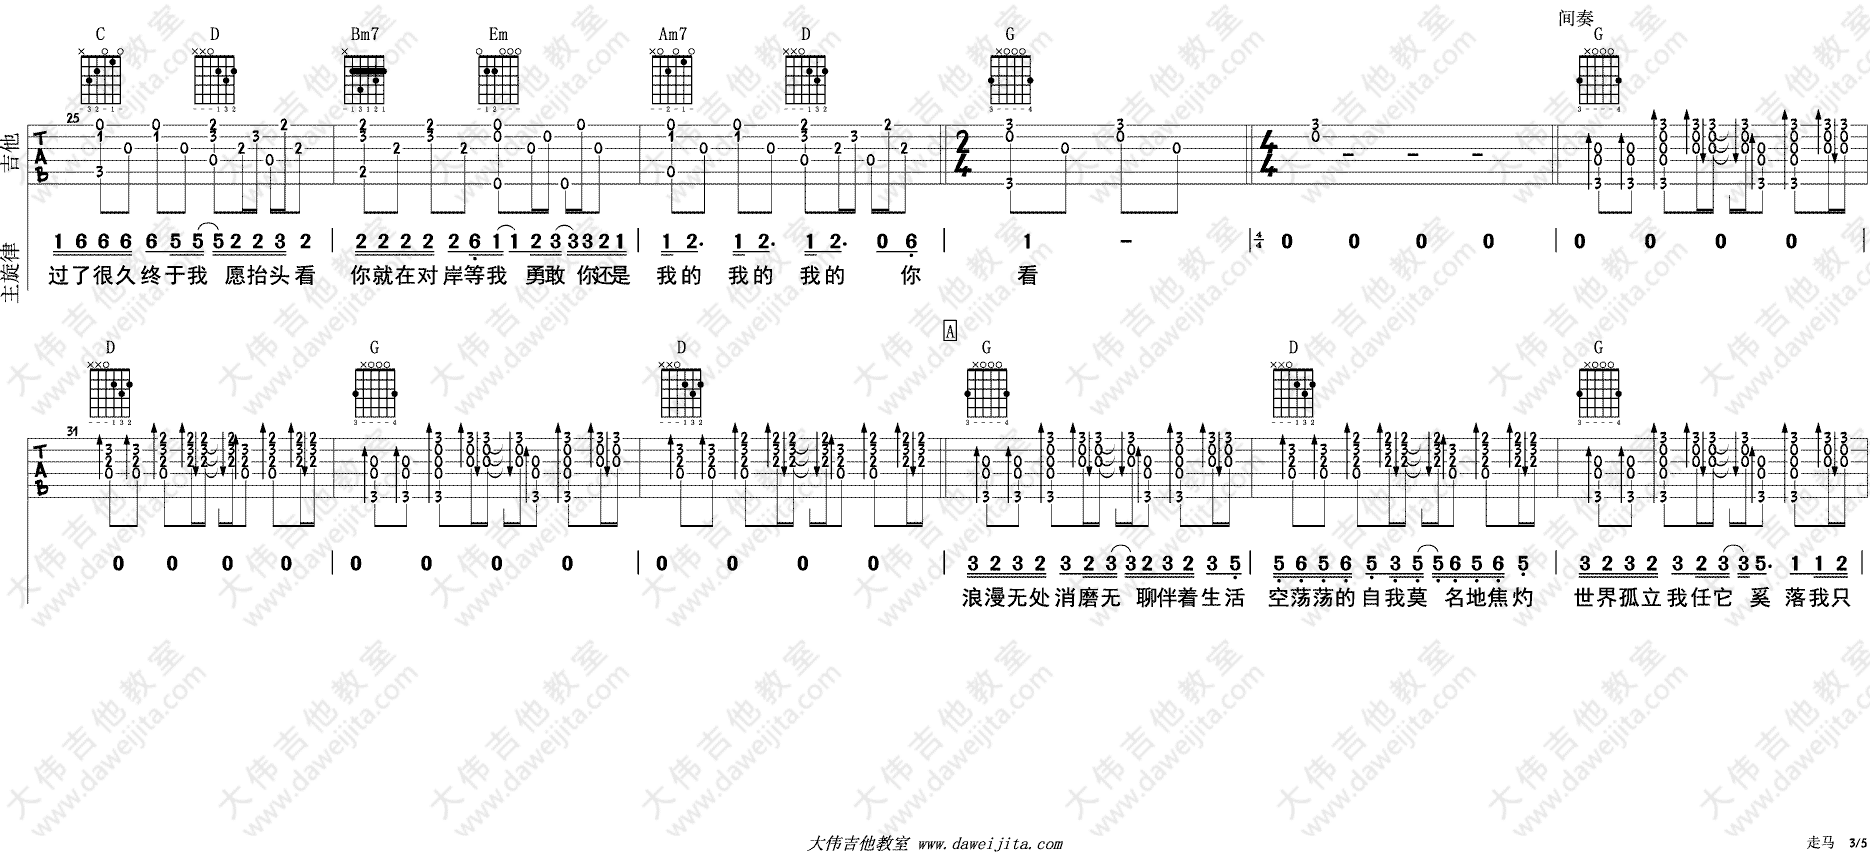 间奏
C D Bm7 Em Am7 D G G
25
吉他
TAB
2/4
4/4
主旋律
1 6 6 6 6 5 5 5 2 2 3 2 | 2 2 2 2 2 6 1 1 2 3 3 3 2 1 | 1 2. 1 2. 1 2. 0 6 | 1 - | 4/4 0 0 0 0 | 0 0 0 0 |
过了很久终于我 愿抬头看 你就在对岸等我 勇敢 你还是 我的 我的 我的 你 看
A
D G D G D G
31
TAB
0 0 0 0 | 0 0 0 0 | 0 0 0 0 | 3 2 3 2 3 2 3 3 2 3 2 3 5 | 5 6 5 6 5 3 5 5 6 5 6 5 | 3 2 3 2 3 2 3 3 5. 1 1 2 |
浪漫无处消磨无 聊伴着生活 空荡荡的自我莫 名地焦灼 世界孤立我任它 奚 落我只
大伟吉他教室 www.daweijita.com
走马 3/5